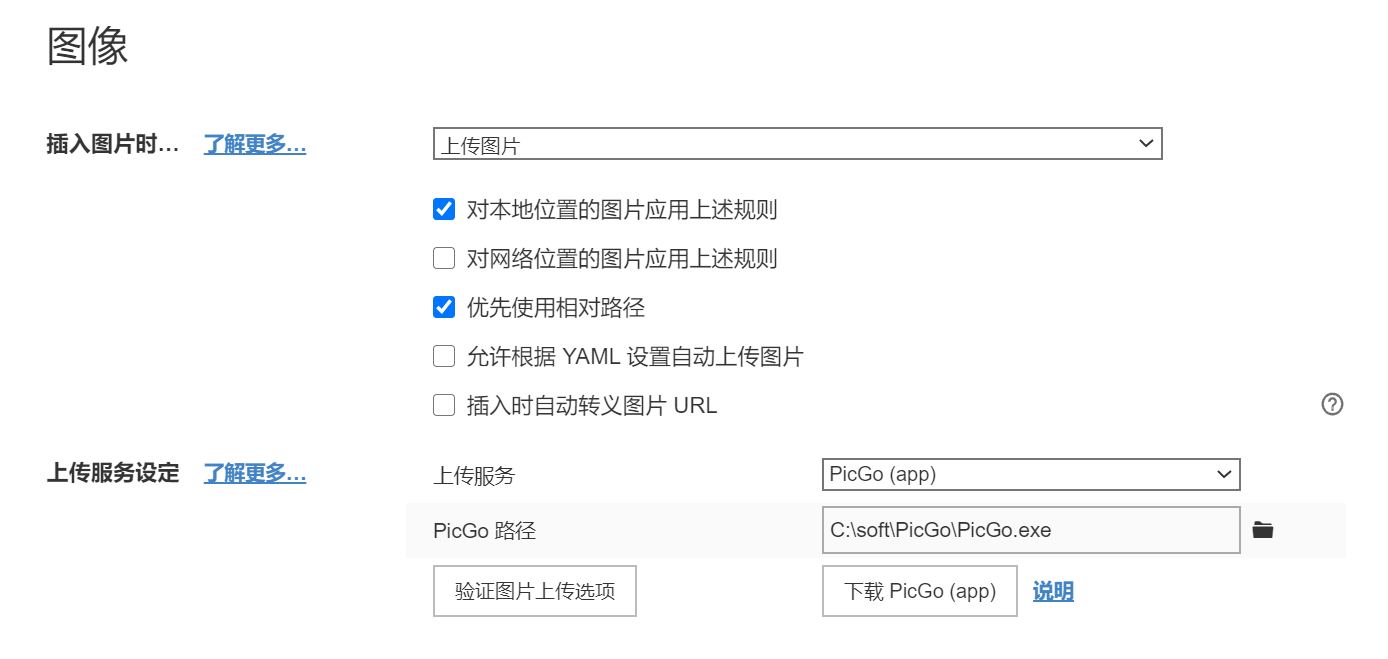 图像
插入图片时... 了解更多... 上传图片
对本地位置的图片应用上述规则
对网络位置的图片应用上述规则
优先使用相对路径
允许根据 YAML 设置自动上传图片
插入时自动转义图片 URL
上传服务设定 了解更多... 上传服务 PicGo (app)
PicGo 路径 C:\soft\PicGo\PicGo.exe
验证图片上传选项 下载 PicGo (app) 说明